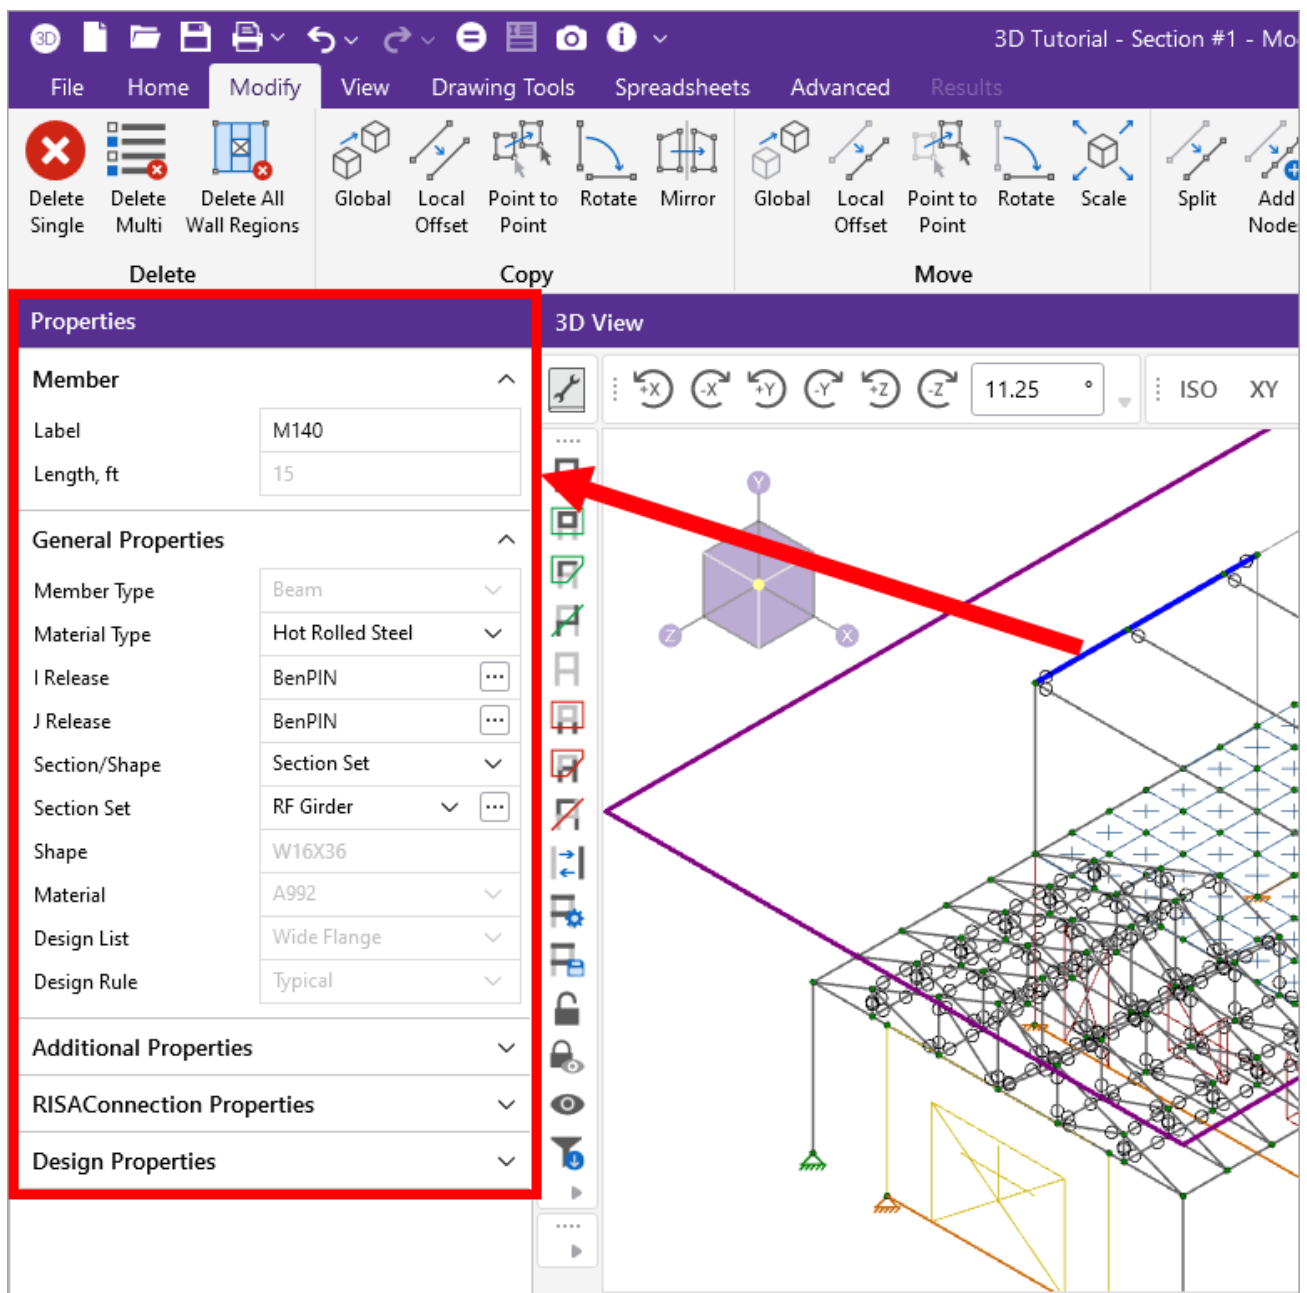 3D
3D Tutorial - Section #1 - Mo
File Home Modify View Drawing Tools Spreadsheets Advanced Results
Delete Single
Delete Multi
Delete All Wall Regions
Global
Local Offset
Point to Point
Rotate
Mirror
Global
Local Offset
Point to Point
Rotate
Scale
Split
Add Node
Delete Copy Move
Properties
Member
Label M140
Length, ft 15
General Properties
Member Type Beam
Material Type Hot Rolled Steel
I Release BenPIN
J Release BenPIN
Section/Shape Section Set
Section Set RF Girder
Shape W16X36
Material A992
Design List Wide Flange
Design Rule Typical
Additional Properties
RISAConnection Properties
Design Properties
3D View
+X -X +Y -Y +Z -Z 11.25 ° ISO XY
Y
Z
X